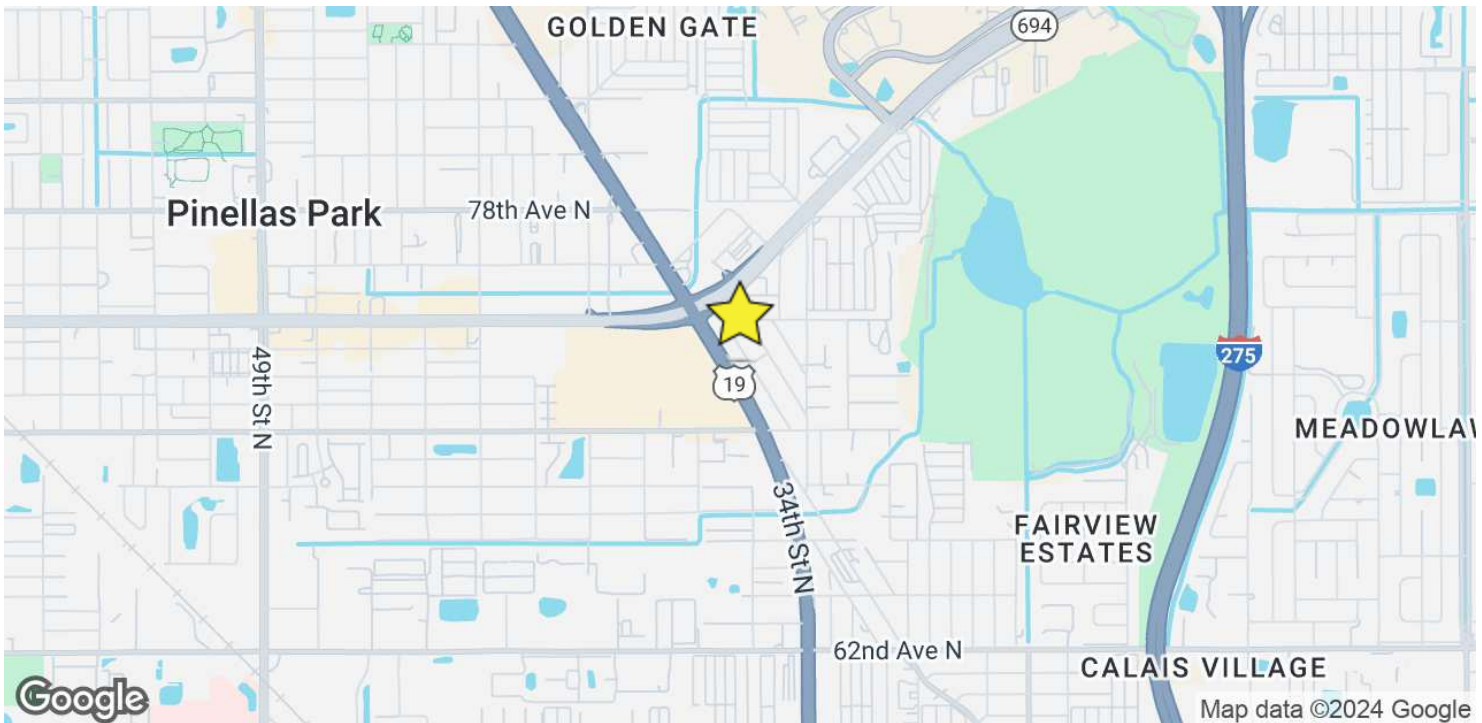 GOLDEN GATE
694
Pinellas Park
78th Ave N
49th St N
19
275
MEADOWLAW
34th St N
FAIRVIEW
ESTATES
62nd Ave N
CALAIS VILLAGE
Google
Map data ©2024 Google